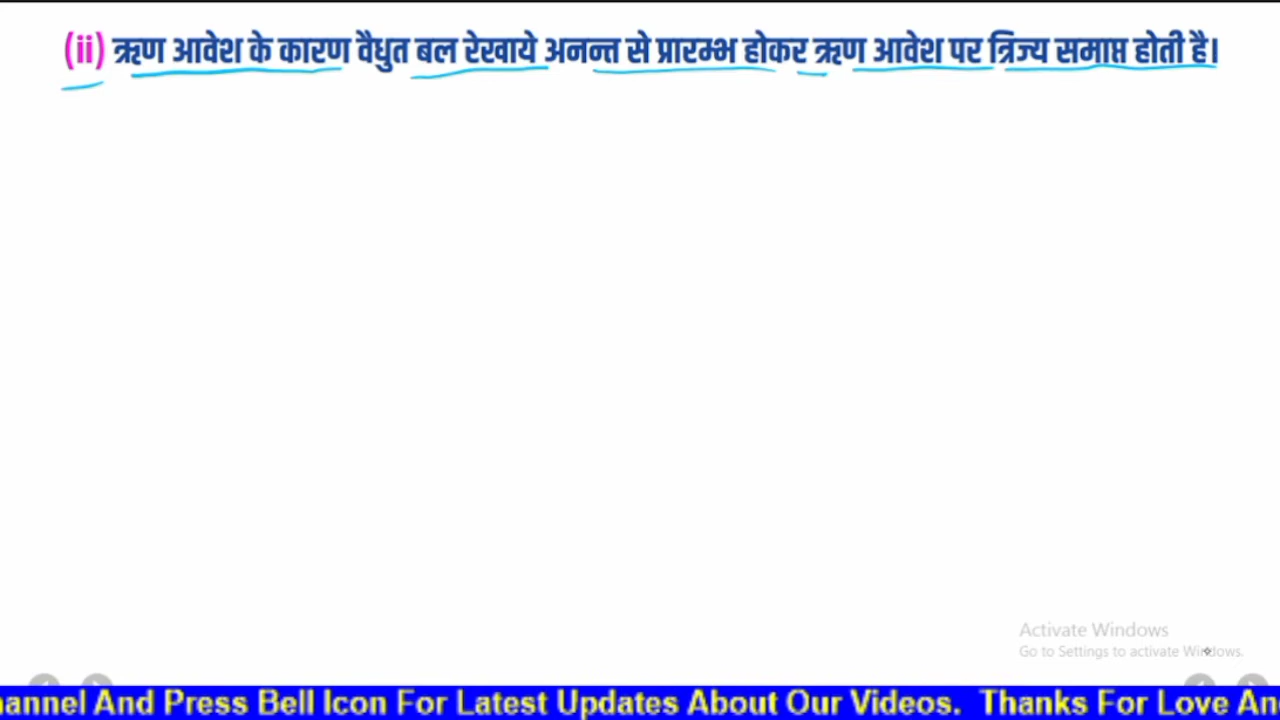 (ii) ऋण आवेश के कारण वैधुत बल रेखाये अनन्त से प्रारम्भ होकर ऋण आवेश पर त्रिज्य समाप्त होती है।
Activate Windows
Go to Settings to activate Windows.
annel And Press Bell Icon For Latest Updates About Our Videos. Thanks For Love An